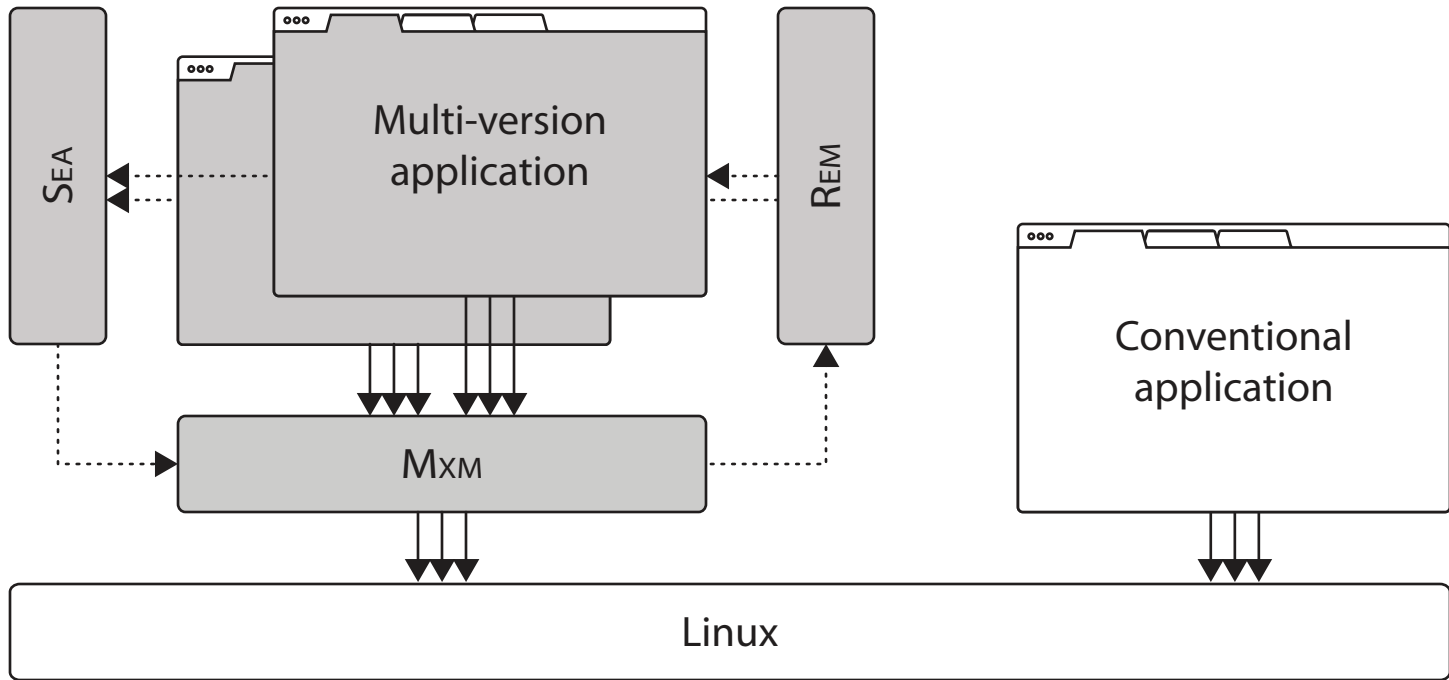 SEA
Multi-version
application
REM
Conventional
application
MXM
Linux